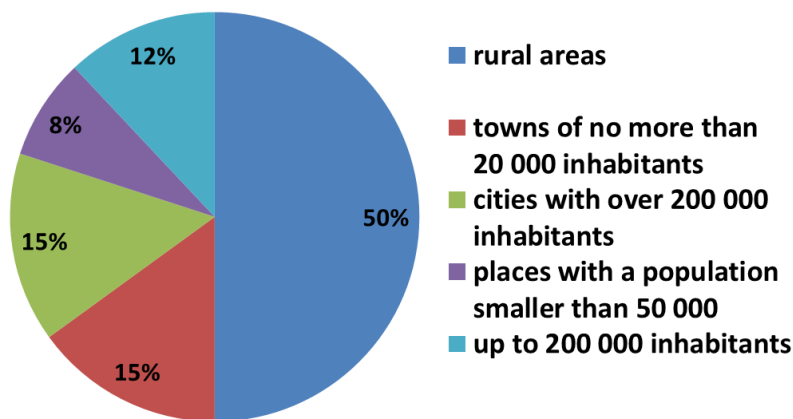 12%
8%
50%
15%
15%
rural areas
towns of no more than
20 000 inhabitants
cities with over 200 000
inhabitants
places with a population
smaller than 50 000
up to 200 000 inhabitants